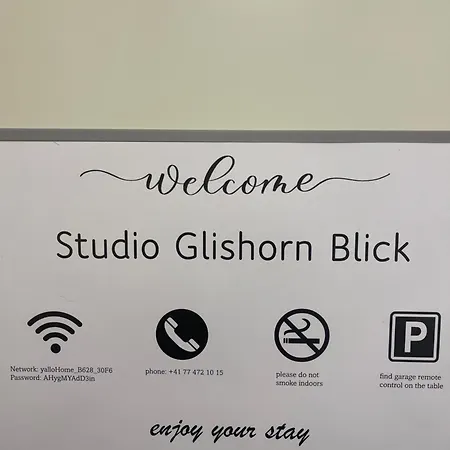 welcome
Studio Glishorn Blick
Network: yalloHome_B628_30F6
Password: AHygMYAdD3in
phone: +41 77 472 10 15
please do not
smoke indoors
P
find garage remote
control on the table
enjoy your stay